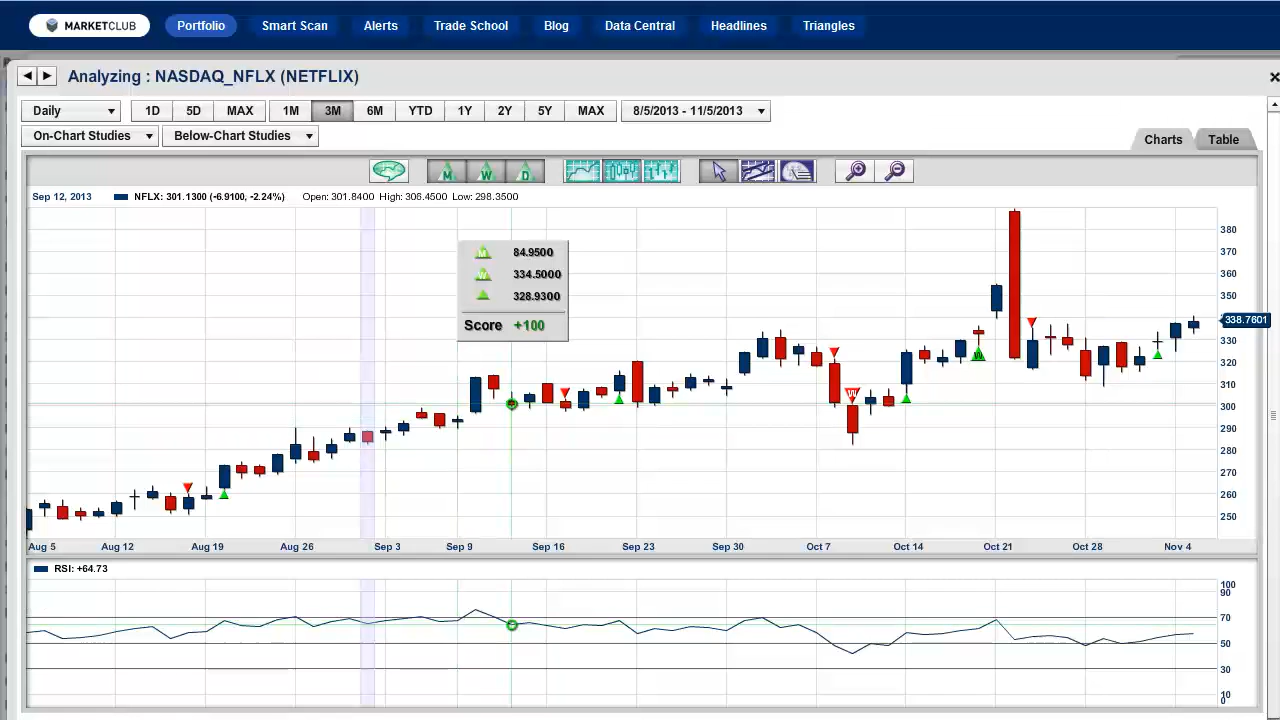 MARKETCLUB Portfolio Smart Scan Alerts Trade School Blog Data Central Headlines Triangles
Analyzing : NASDAQ_NFLX (NETFLIX)
Daily 1D 5D MAX 1M 3M 6M YTD 1Y 2Y 5Y MAX 8/5/2013 - 11/5/2013
On-Chart Studies Below-Chart Studies Charts Table
M W D
Sep 12, 2013 NFLX: 301.1300 (-6.9100, -2.24%) Open: 301.8400 High: 306.4500 Low: 298.3500
M 84.9500
W 334.5000
328.9300
Score +100
380
370
360
350
338.7601
330
320
310
300
290
280
270
260
250
W
W
Aug 5 Aug 12 Aug 19 Aug 26 Sep 3 Sep 9 Sep 16 Sep 23 Sep 30 Oct 7 Oct 14 Oct 21 Oct 28 Nov 4
RSI: +64.73
100
90
70
50
30
10
0